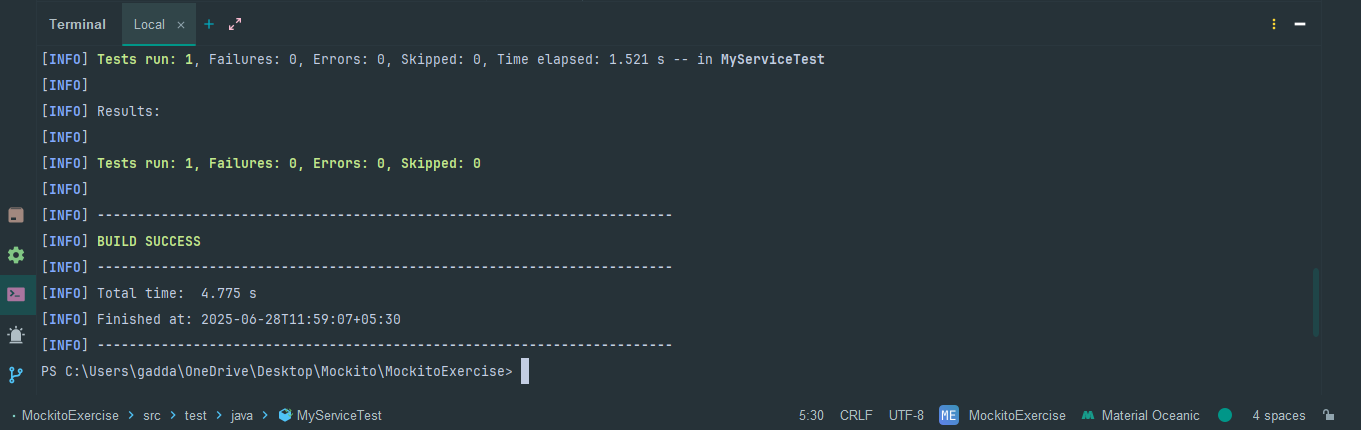 Terminal Local × +
[INFO] Tests run: 1, Failures: 0, Errors: 0, Skipped: 0, Time elapsed: 1.521 s -- in MyServiceTest
[INFO]
[INFO] Results:
[INFO]
[INFO] Tests run: 1, Failures: 0, Errors: 0, Skipped: 0
[INFO]
[INFO] ------------------------------------------------------------------------
[INFO] BUILD SUCCESS
[INFO] ------------------------------------------------------------------------
[INFO] Total time:  4.775 s
[INFO] Finished at: 2025-06-28T11:59:07+05:30
[INFO] ------------------------------------------------------------------------
PS C:\Users\gadda\OneDrive\Desktop\Mockito\MockitoExercise>
MockitoExercise > src > test > java > MyServiceTest 5:30 CRLF UTF-8 ME MockitoExercise Material Oceanic 4 spaces